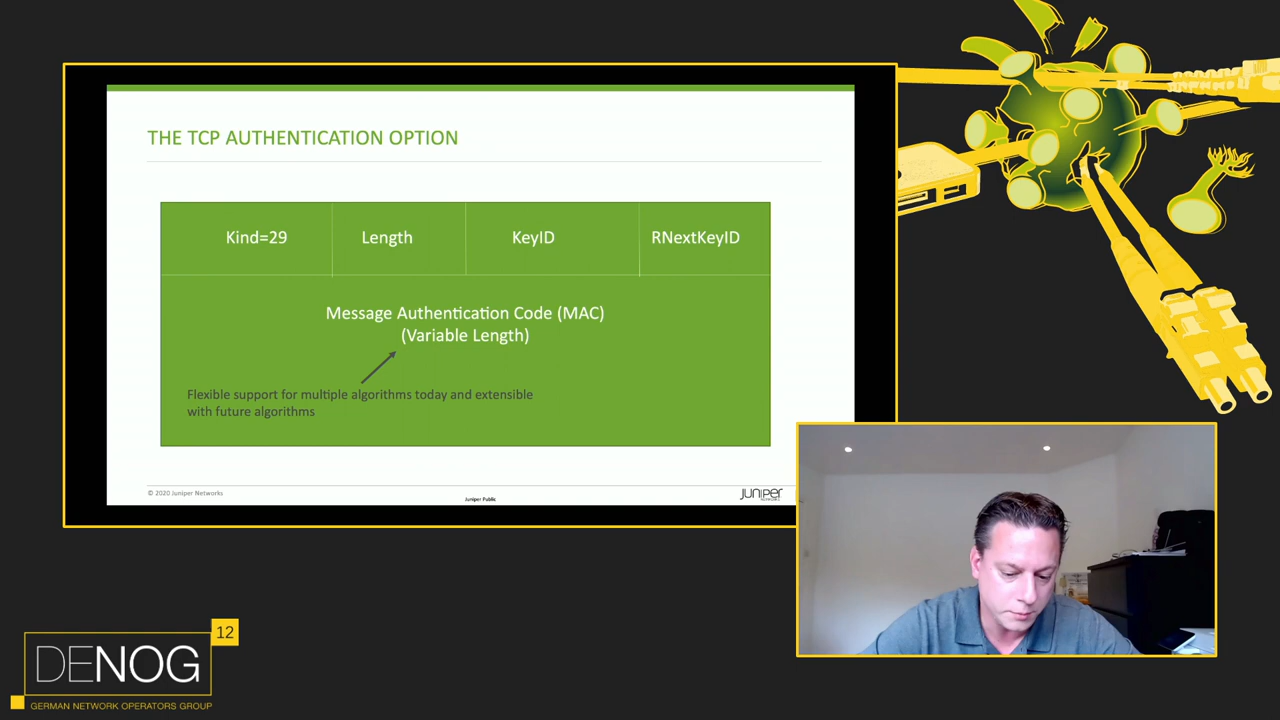 THE TCP AUTHENTICATION OPTION
Kind=29
Length
KeyID
RNextKeyID
Message Authentication Code (MAC)
(Variable Length)
Flexible support for multiple algorithms today and extensible
with future algorithms
© 2020 Juniper Networks
Juniper Public
JUNIPER
NETWORKS
12
DENOG
GERMAN NETWORK OPERATORS GROUP